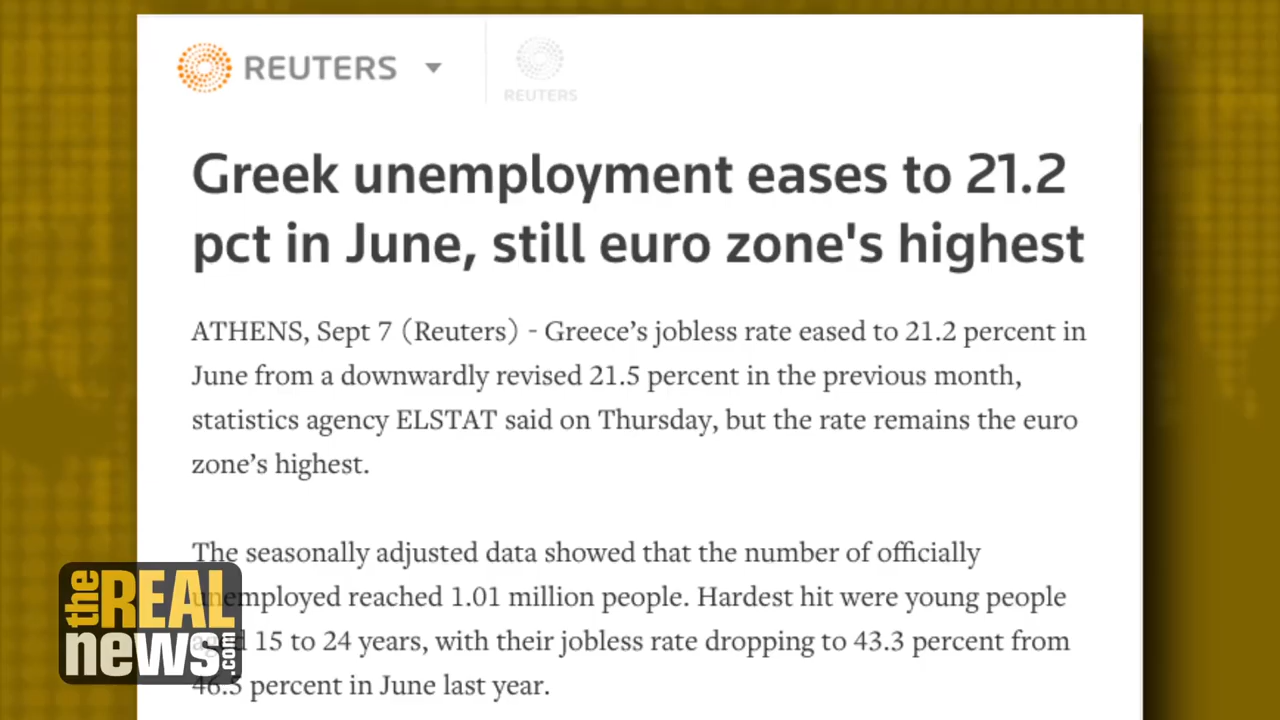 REUTERS
REUTERS
Greek unemployment eases to 21.2
pct in June, still euro zone's highest
ATHENS, Sept 7 (Reuters) - Greece’s jobless rate eased to 21.2 percent in
June from a downwardly revised 21.5 percent in the previous month,
statistics agency ELSTAT said on Thursday, but the rate remains the euro
zone’s highest.
The seasonally adjusted data showed that the number of officially
unemployed reached 1.01 million people. Hardest hit were young people
aged 15 to 24 years, with their jobless rate dropping to 43.3 percent from
46.5 percent in June last year.
the REAL
news.com